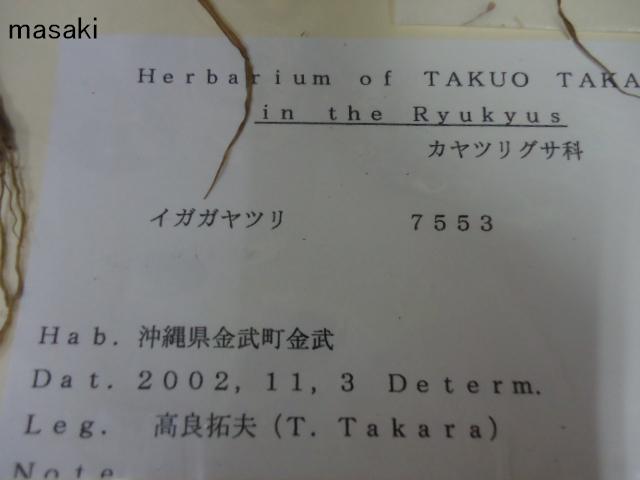 masaki
Herbarium of TAKUO TAKA
in the Ryukyus
カヤツリグサ科
イガガヤツリ 7553
Hab. 沖縄県金武町金武
Dat. 2002, 11, 3 Determ.
Leg. 高良拓夫 (T. Takara)
Note